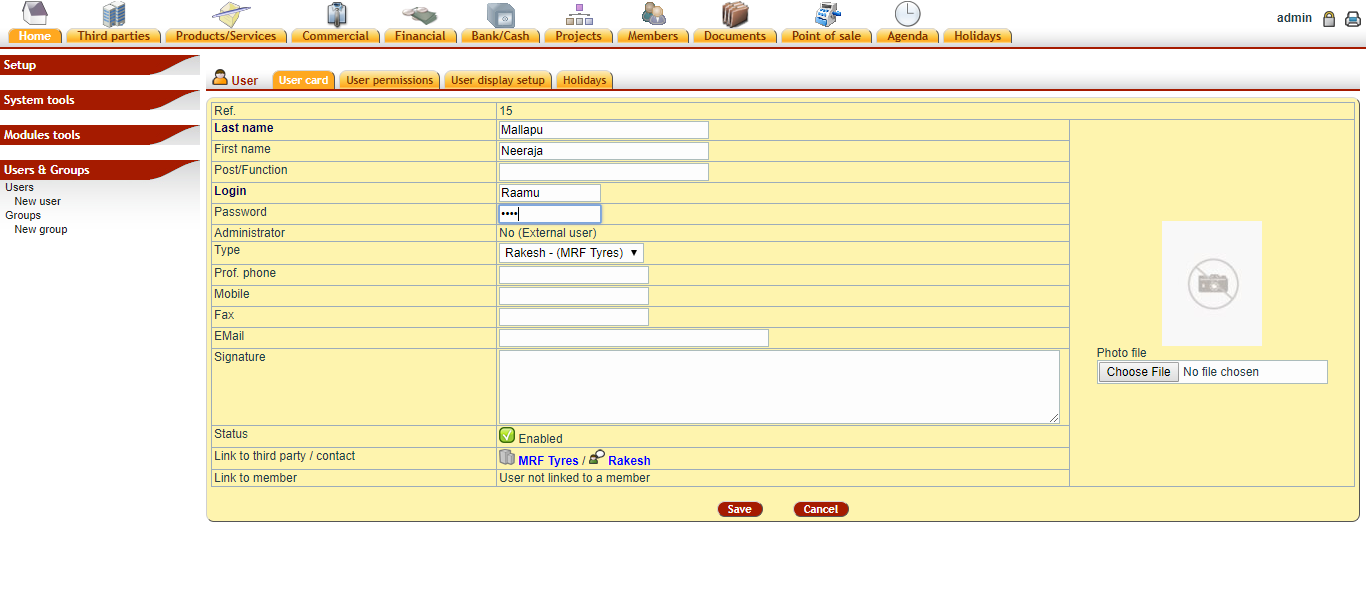 admin
Home Third parties Products/Services Commercial Financial Bank/Cash Projects Members Documents Point of sale Agenda Holidays
Setup
System tools
Modules tools
Users & Groups
Users
New user
Groups
New group
User User card User permissions User display setup Holidays
Ref. 15
Last name Mallapu
First name Neeraja
Post/Function
Login Raamu
Password ••••
Administrator No (External user)
Type Rakesh - (MRF Tyres) ▼
Prof. phone
Mobile
Fax
EMail
Signature
Photo file
Choose File No file chosen
Status Enabled
Link to third party / contact MRF Tyres / Rakesh
Link to member User not linked to a member
Save Cancel